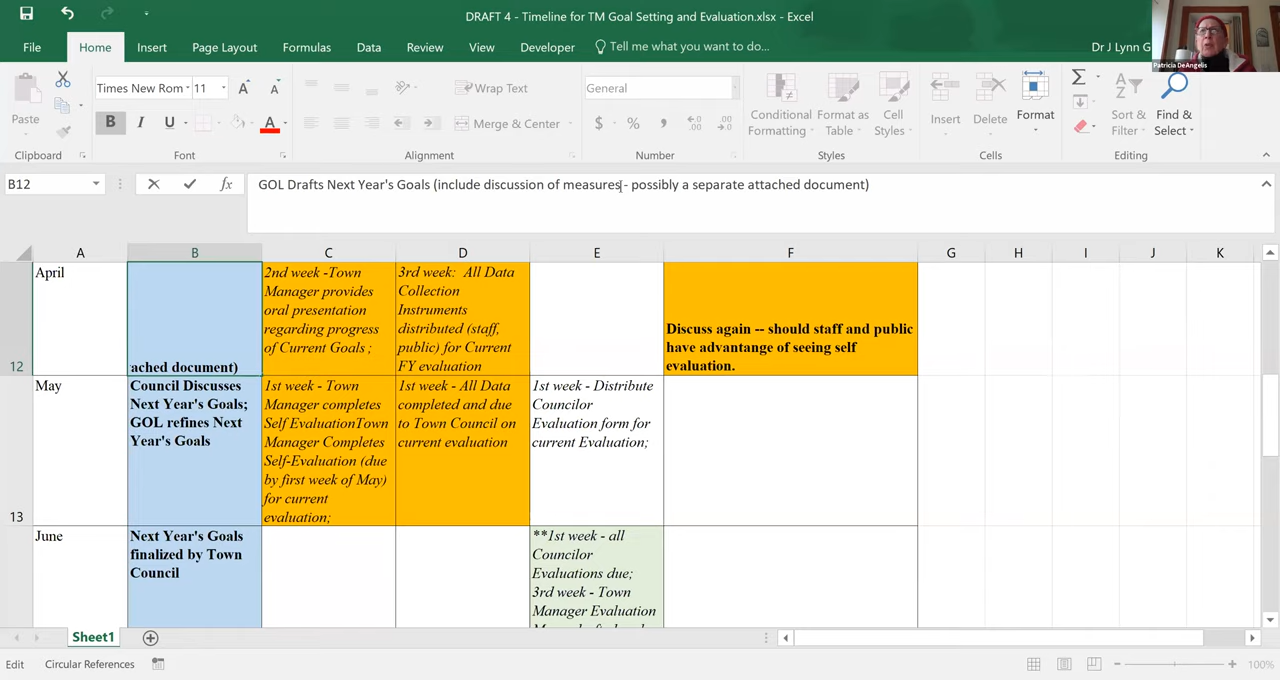 DRAFT 4 - Timeline for TM Goal Setting and Evaluation.xlsx - Excel
File Home Insert Page Layout Formulas Data Review View Developer Tell me what you want to do... Dr J Lynn G
Patricia DeAngelis
Times New Rom 11 Wrap Text General
Paste B I U A Merge & Center $ % Conditional Formatting Format as Table Cell Styles Insert Delete Format Sort & Filter Find & Select
Clipboard Font Alignment Number Styles Cells Editing
B12 fx GOL Drafts Next Year's Goals (include discussion of measures - possibly a separate attached document)
A B C D E F G H I J K
12
April
ached document)
2nd week -Town
Manager provides
oral presentation
regarding progress
of Current Goals ;
3rd week: All Data
Collection
Instruments
distributed (staff,
public) for Current
FY evaluation
Discuss again -- should staff and public
have advantange of seeing self
evaluation.
13
May
Council Discusses
Next Year's Goals;
GOL refines Next
Year's Goals
1st week - Town
Manager completes
Self EvaluationTown
Manager Completes
Self-Evaluation (due
by first week of May)
for current
evaluation;
1st week - All Data
completed and due
to Town Council on
current evaluation
1st week - Distribute
Councilor
Evaluation form for
current Evaluation;
June
Next Year's Goals
finalized by Town
Council
**1st week - all
Councilor
Evaluations due;
3rd week - Town
Manager Evaluation
Sheet1
Edit Circular References 100%